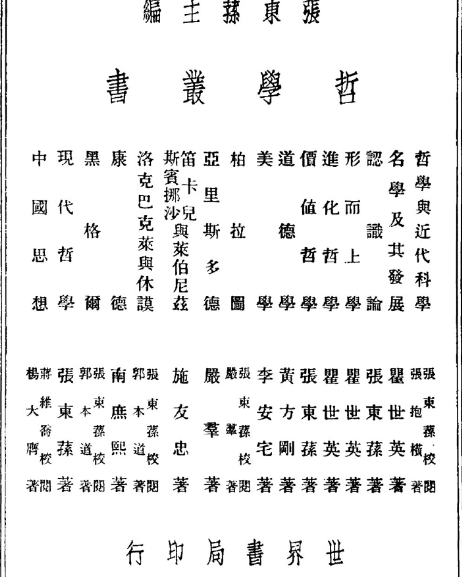 張東蓀主編
哲學叢書
哲學與近代科學 張東蓀校閱 張抱橫著
名學及其發展 瞿世英著
認識論 張東蓀著
形而上學 瞿世英著
進化哲學 瞿世英著
價值哲學 張東蓀著
道德學 黃方剛著
美學 李安宅著
柏拉圖 張東蓀校閱 嚴羣著
亞里斯多德 嚴羣著
笛卡兒斯賓挪沙與萊伯尼茲 施友忠著
洛克巴克萊與休謨 張東蓀校閱 郭本道著
康德 南庶熙著
黑格爾 張東蓀校閱 郭本道著
現代哲學 張東蓀著
中國思想 蔣維喬校閱 楊大膺著
世界書局印行